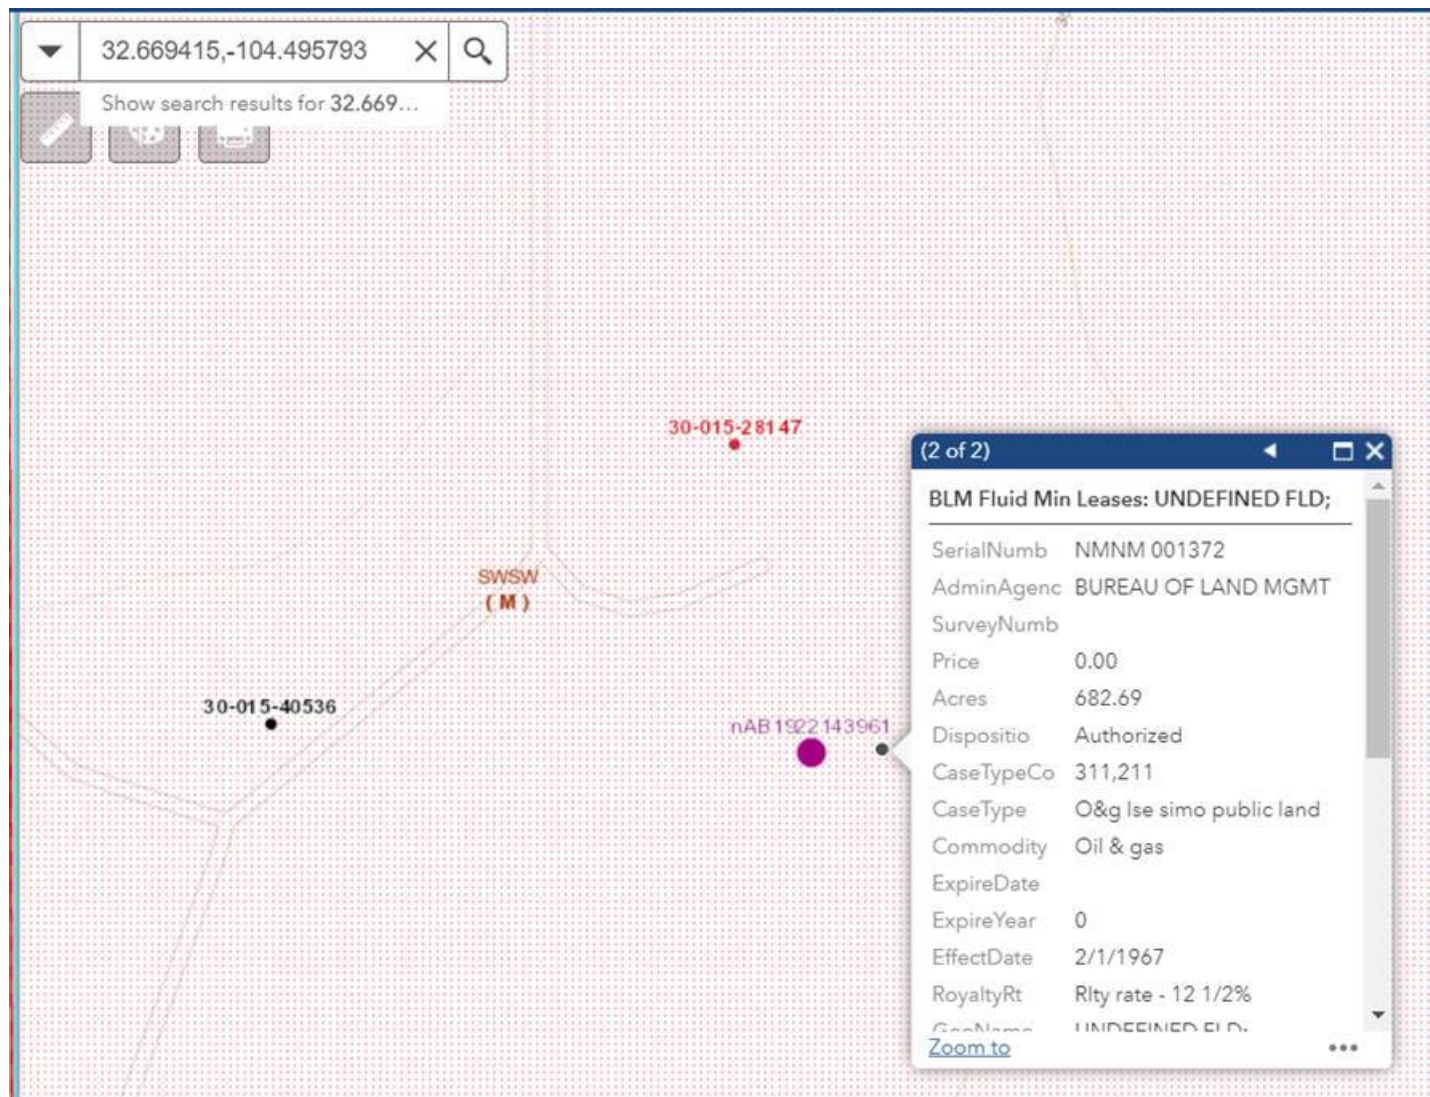 32.669415,-104.495793
Show search results for 32.669...
30-015-28147
SWSW
( M )
30-015-40536
nAB1922143961
(2 of 2)
BLM Fluid Min Leases: UNDEFINED FLD;
SerialNumb NMNM 001372
AdminAgenc BUREAU OF LAND MGMT
SurveyNumb
Price 0.00
Acres 682.69
Dispositio Authorized
CaseTypeCo 311,211
CaseType O&g lse simo public land
Commodity Oil & gas
ExpireDate
ExpireYear 0
EffectDate 2/1/1967
RoyaltyRt Rlty rate - 12 1/2%
GeoName UNDEFINED FLD;
Zoom to